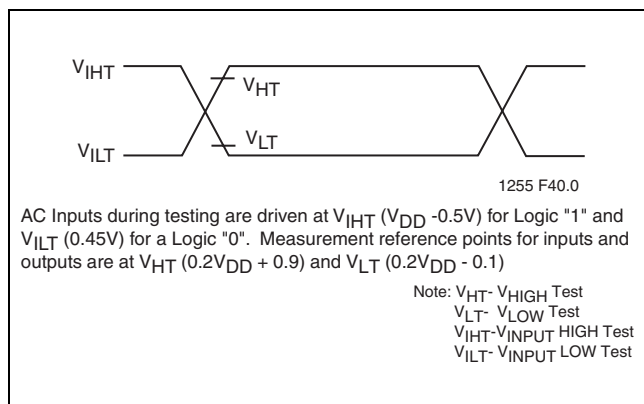 VIHT
VHT
VLT
VILT
1255 F40.0
AC Inputs during testing are driven at VIHT (VDD -0.5V) for Logic "1" and
VILT (0.45V) for a Logic "0". Measurement reference points for inputs and
outputs are at VHT (0.2VDD + 0.9) and VLT (0.2VDD - 0.1)
Note: VHT- VHIGH Test
VLT- VLOW Test
VIHT-VINPUT HIGH Test
VILT- VINPUT LOW Test